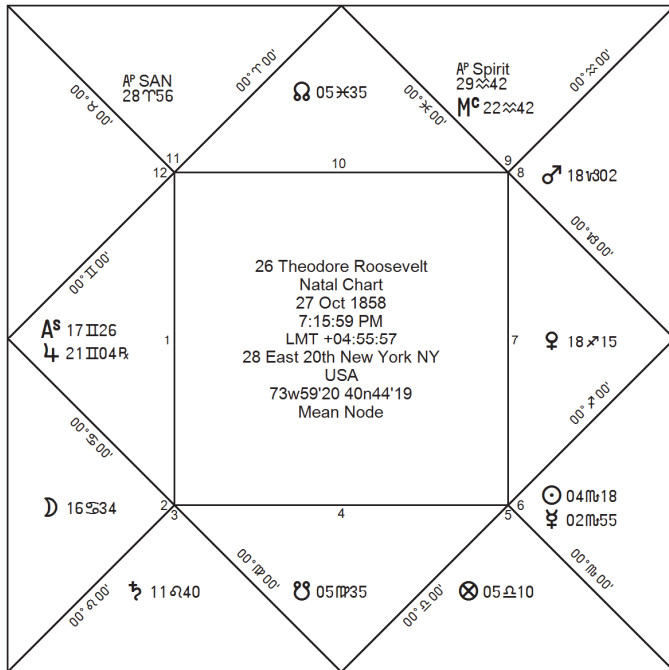 AP SAN
28♈56
00°♈00'
☊ 05♓35
AP Spirit
29♒42
Mc 22♒42
00°♒00'
00°♉00'
00°♓00'
11
12
10
9
8
♂ 18♑02
00°♑00'
00°♊00'
As 17♊26
♃ 21♊04℞
1
26 Theodore Roosevelt
Natal Chart
27 Oct 1858
7:15:59 PM
LMT +04:55:57
28 East 20th New York NY
USA
73w59'20 40n44'19
Mean Node
7
♀ 18♐15
00°♐00'
00°♋00'
☽ 16♋34
2
3
4
5
6
☉ 04♏18
☿ 02♏55
00°♌00'
♄ 11♌40
00°♍00'
☋ 05♍35
00°♎00'
⊗ 05♎10
00°♏00'